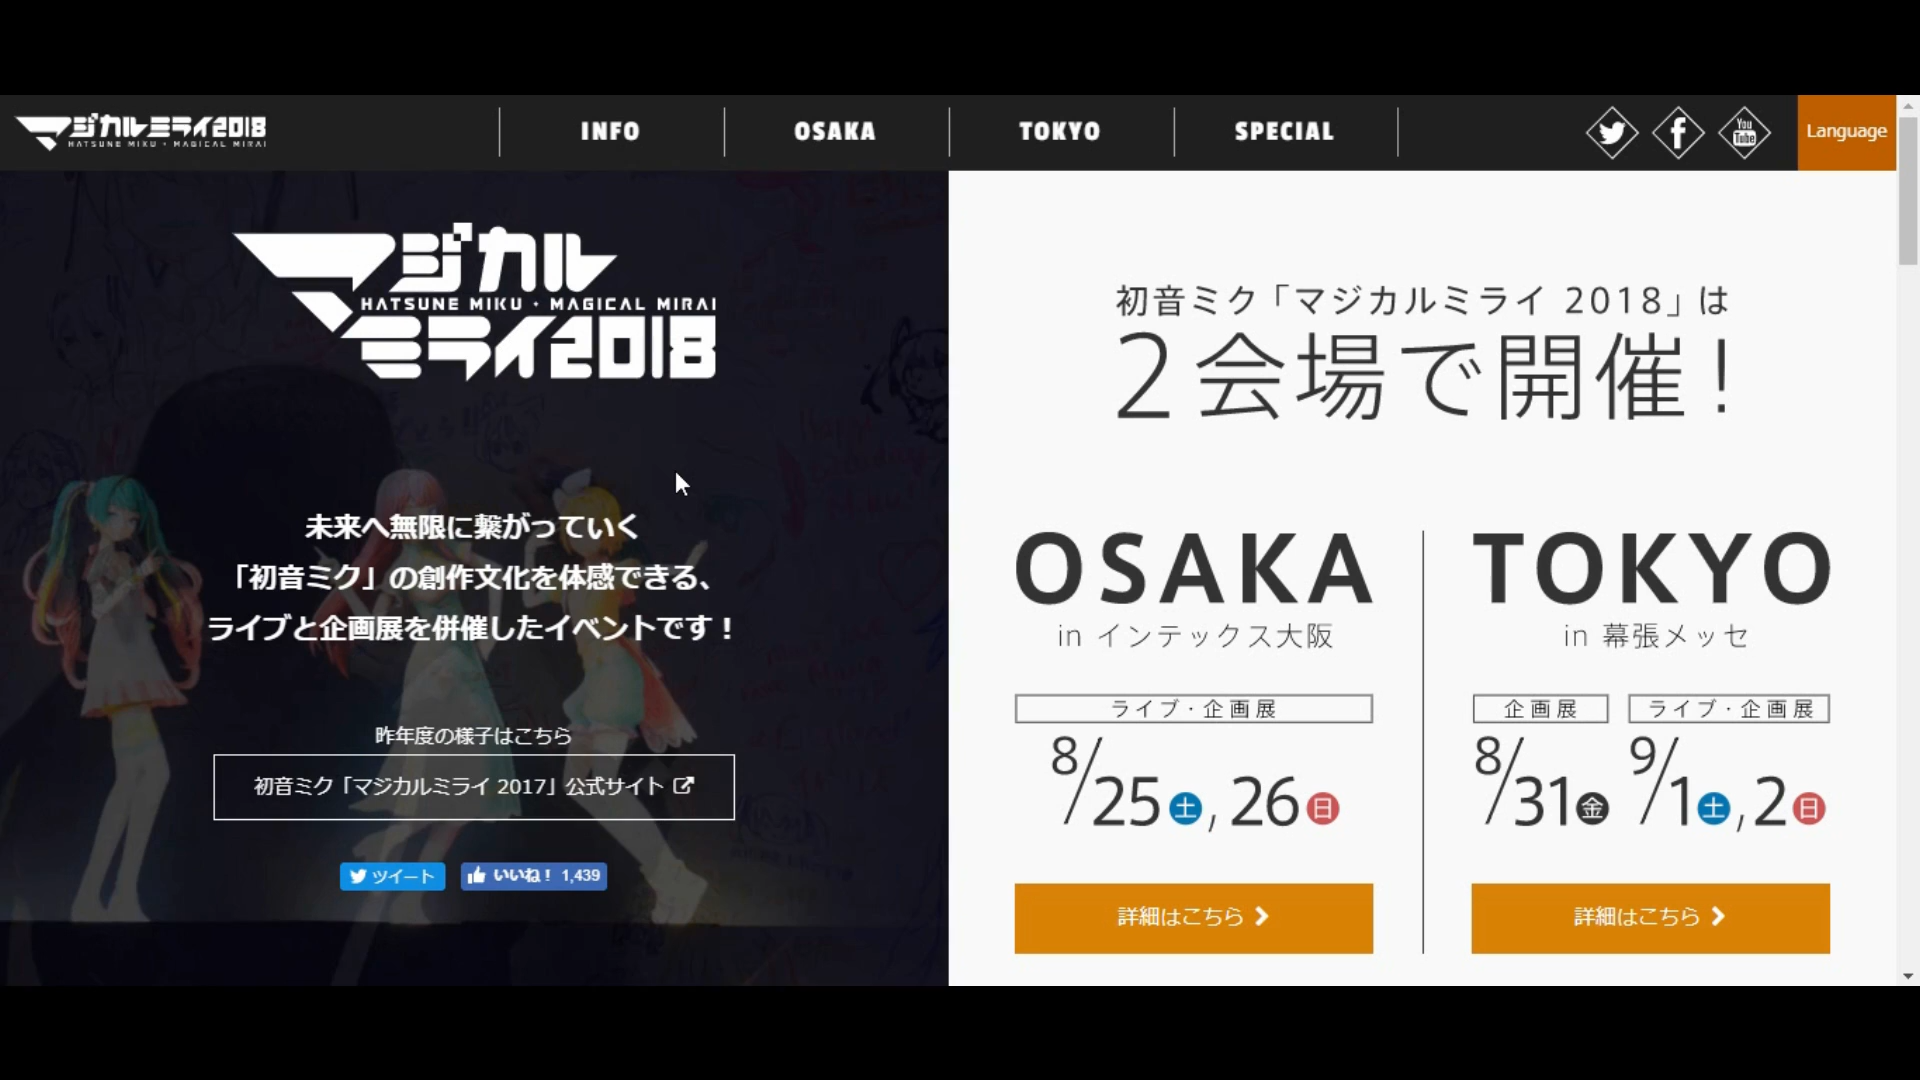 マジカルミライ2018
HATSUNE MIKU・MAGICAL MIRAI
INFO
OSAKA
TOKYO
SPECIAL
You Tube
Language
マジカル
HATSUNE MIKU・MAGICAL MIRAI
ミライ2018
未来へ無限に繋がっていく
「初音ミク」の創作文化を体感できる、
ライブと企画展を併催したイベントです！
昨年度の様子はこちら
初音ミク「マジカルミライ 2017」公式サイト
ツイート
いいね！ 1,439
初音ミク「マジカルミライ 2018」は
2会場で開催！
OSAKA
in インテックス大阪
ライブ・企画展
8/25土, 26日
詳細はこちら
TOKYO
in 幕張メッセ
企画展
8/31金
ライブ・企画展
9/1土, 2日
詳細はこちら